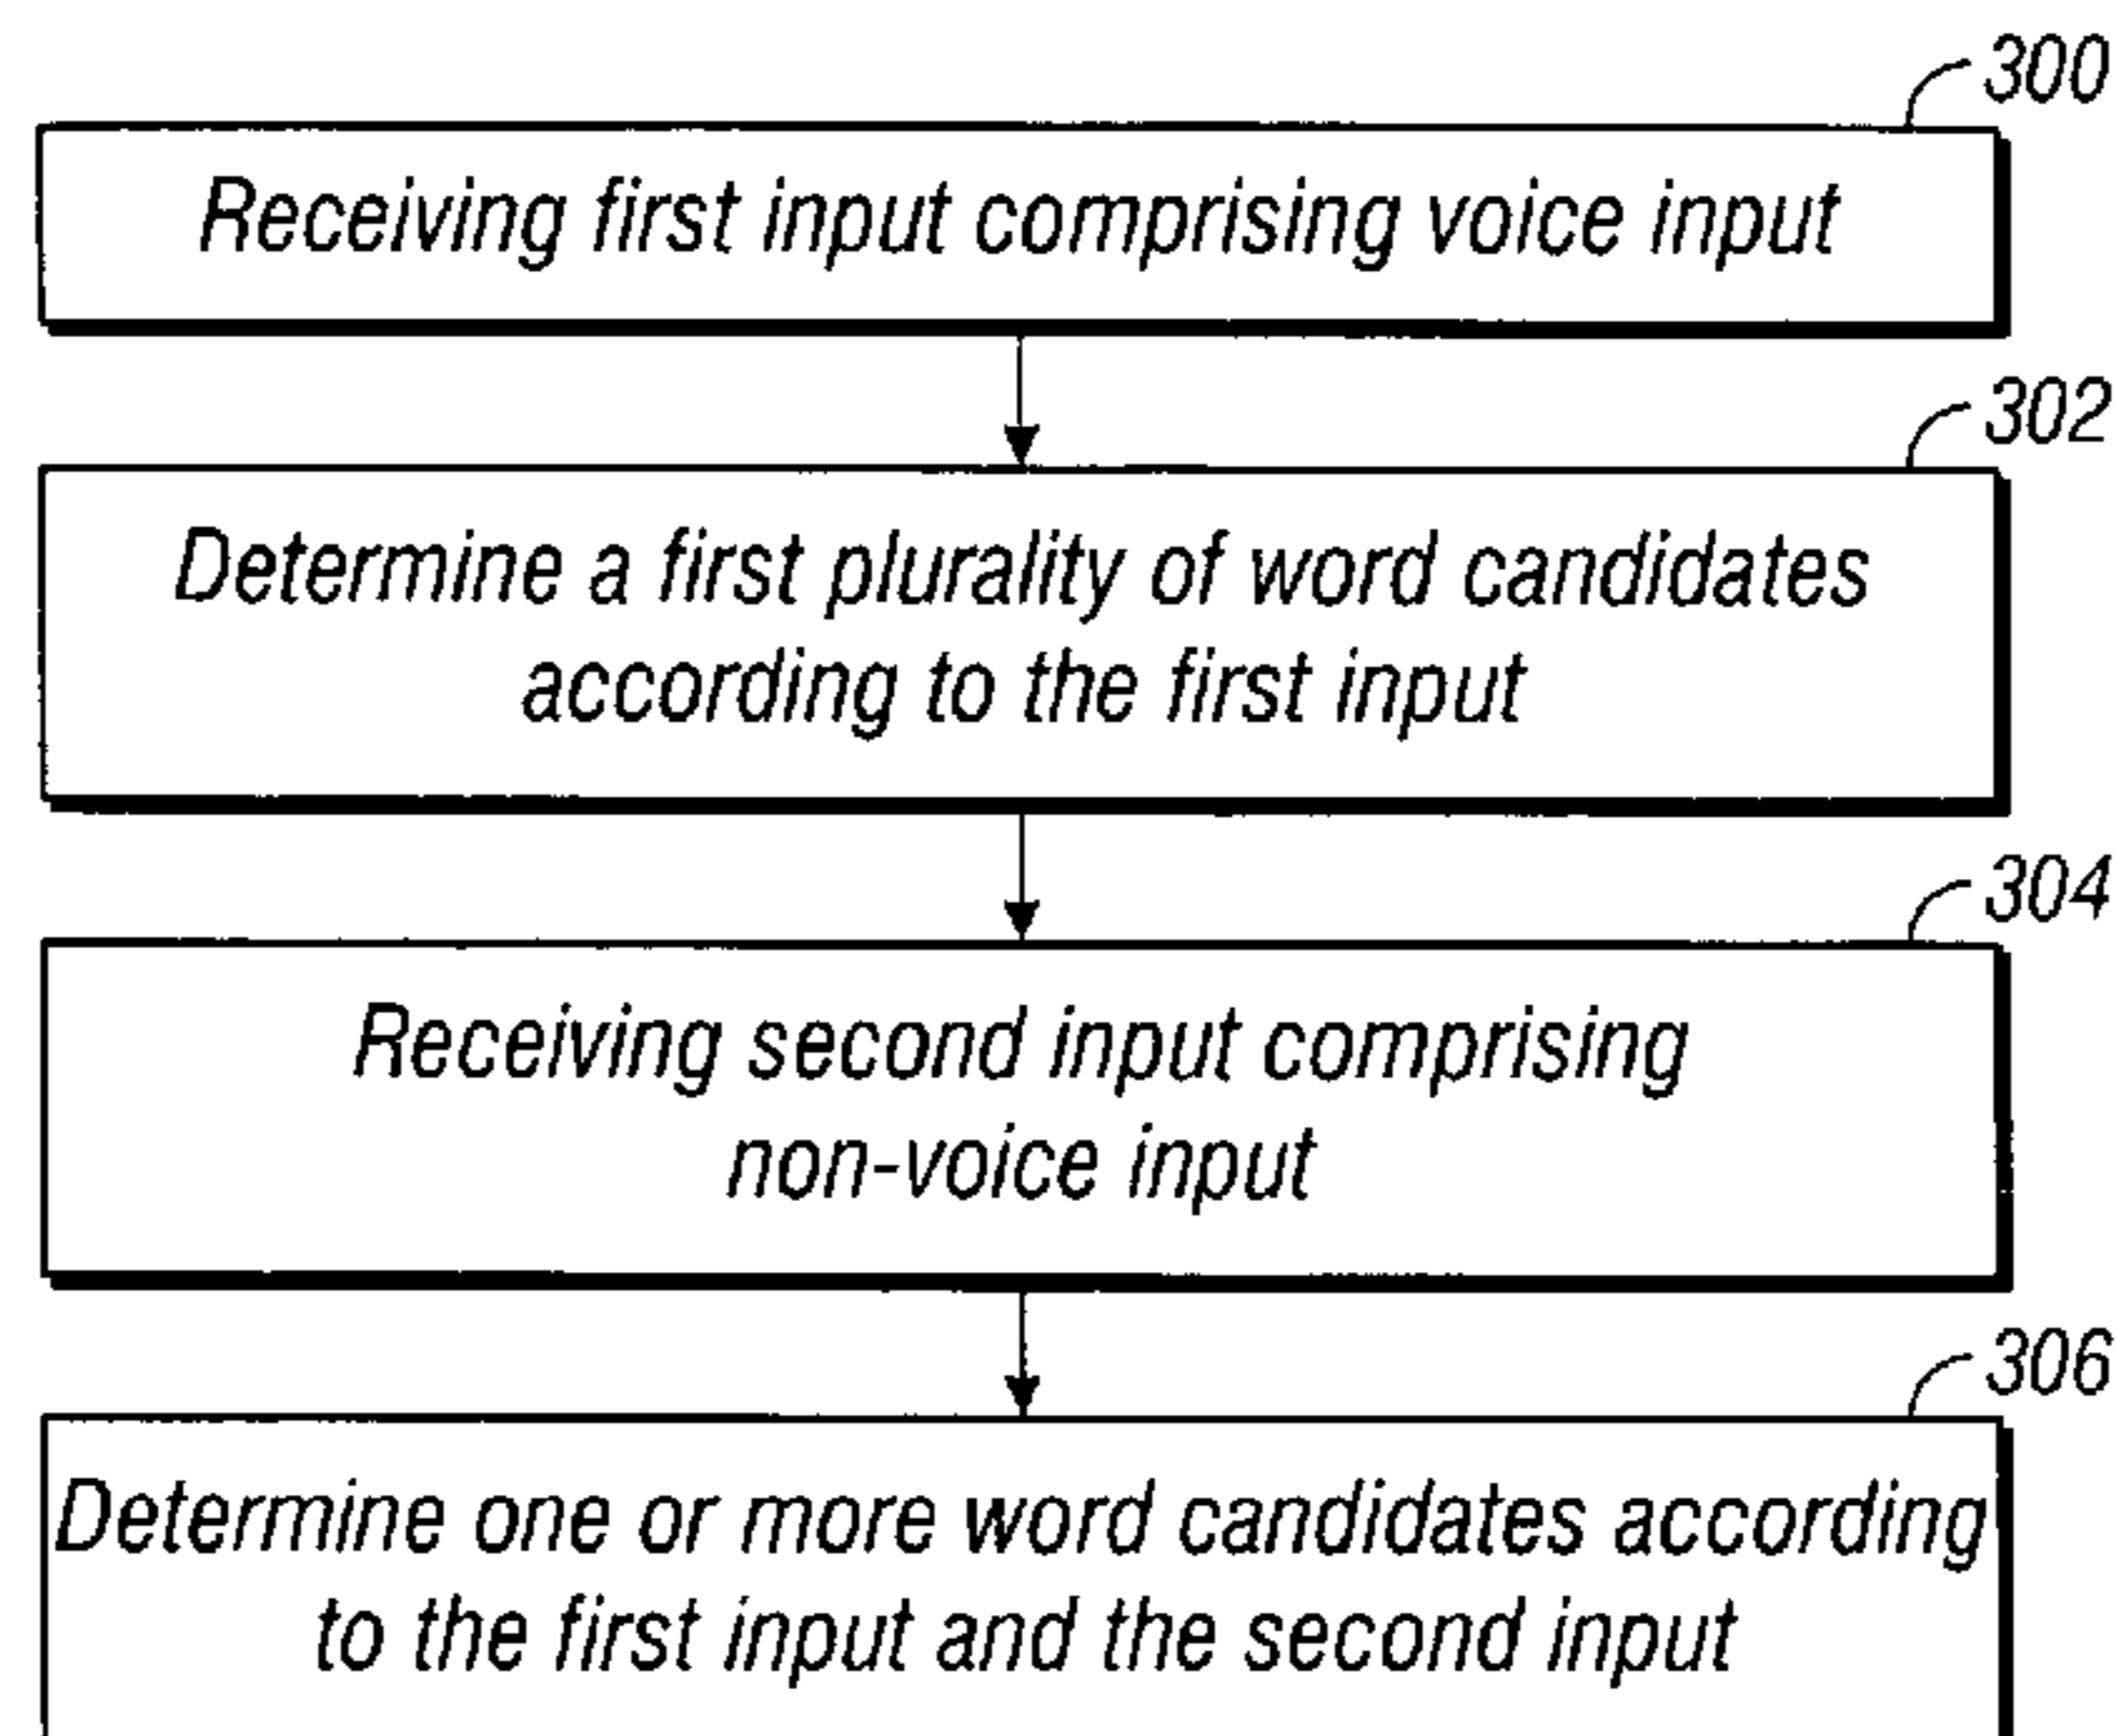 300
Receiving first input comprising voice input
302
Determine a first plurality of word candidates
according to the first input
304
Receiving second input comprising
non-voice input
306
Determine one or more word candidates according
to the first input and the second input